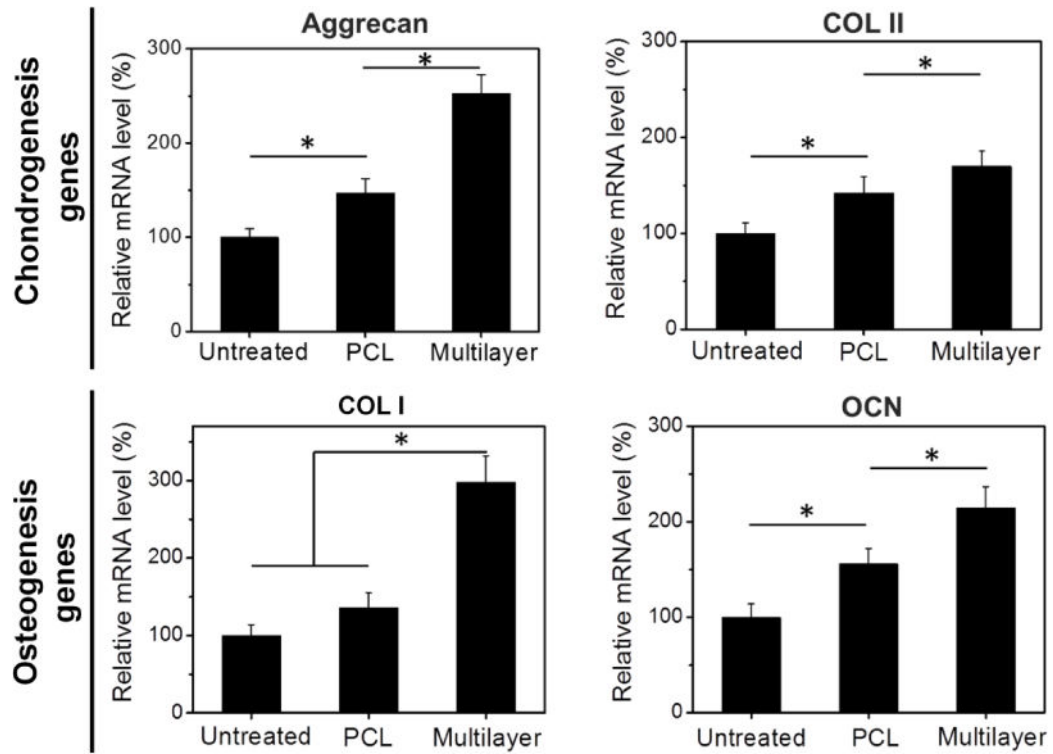 Chondrogenesis
genes
Aggrecan
Relative mRNA level (%)
300
200
100
0
*
*
Untreated PCL Multilayer
COL II
Relative mRNA level (%)
300
200
100
0
*
*
Untreated PCL Multilayer
Osteogenesis
genes
COL I
Relative mRNA level (%)
300
200
100
0
*
Untreated PCL Multilayer
OCN
Relative mRNA level (%)
300
200
100
0
*
*
Untreated PCL Multilayer